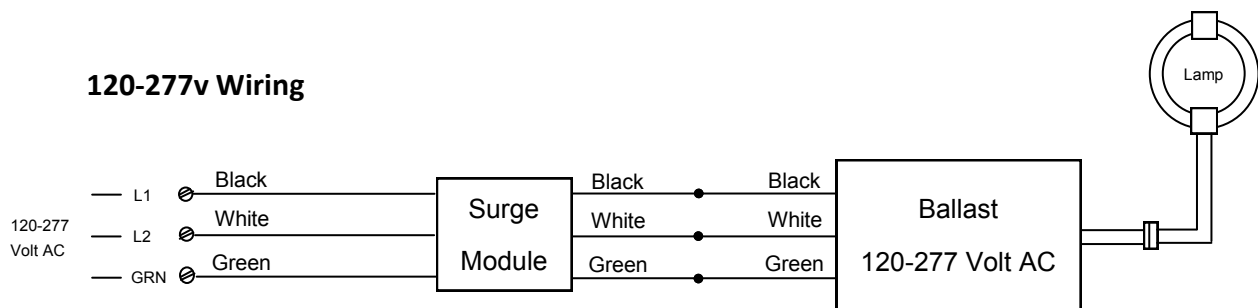 120-277v Wiring
Lamp
120-277
Volt AC
L1
L2
GRN
Black
White
Green
Surge
Module
Black
White
Green
Black
White
Green
Ballast
120-277 Volt AC